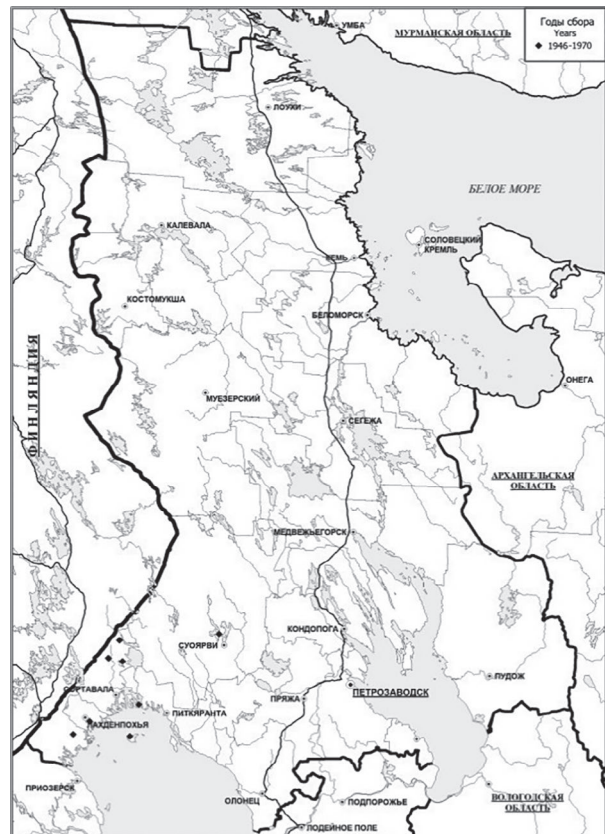 Годы сбора
Years
1946-1970
УМБА
МУРМАНСКАЯ ОБЛАСТЬ
ЛОУХИ
БЕЛОЕ МОРЕ
КАЛЕВАЛА
СОЛОВЕЦКИЙ
КРЕМЛЬ
КЕМЬ
КОСТОМУКША
БЕЛОМОРСК
ФИНЛЯНДИЯ
МУЕЗЕРСКИЙ
ОНЕГА
СЕГЕЖА
АРХАНГЕЛЬСКАЯ
ОБЛАСТЬ
МЕДВЕЖЬЕГОРСК
КОНДОПОГА
СУОЯРВИ
ПУДОЖ
СОРТАВАЛА
ПЕТРОЗАВОДСК
ПРЯЖА
ПИТКЯРАНТА
ЛАХДЕНПОХЬЯ
ПРИОЗЕРСК
ОЛОНЕЦ
ПОДПОРОЖЬЕ
ВОЛОГОДСКАЯ
ОБЛАСТЬ
ЛОДЕЙНОЕ ПОЛЕ